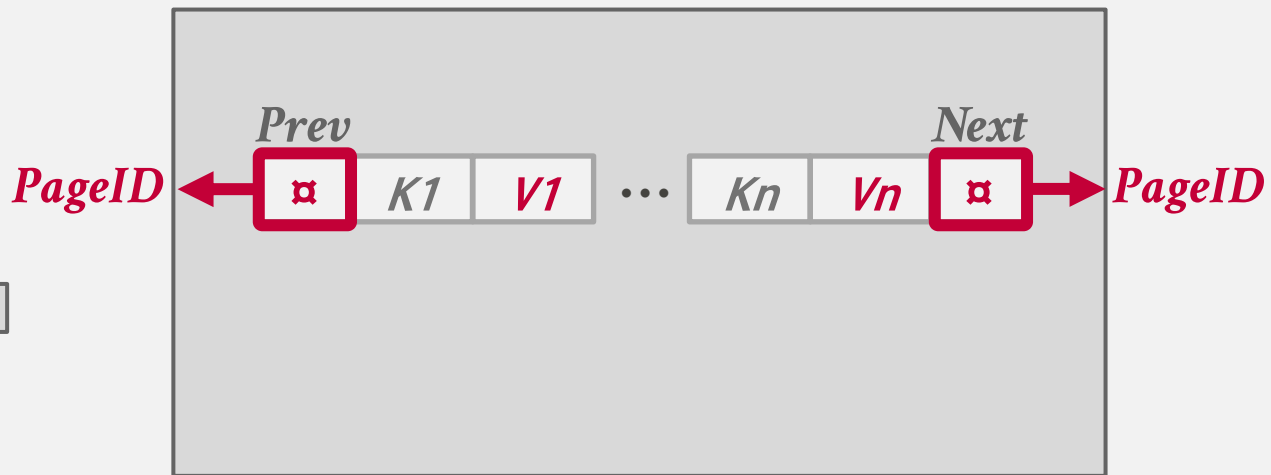 Prev Next
PageID ¤ K1 V1 ... Kn Vn ¤ PageID